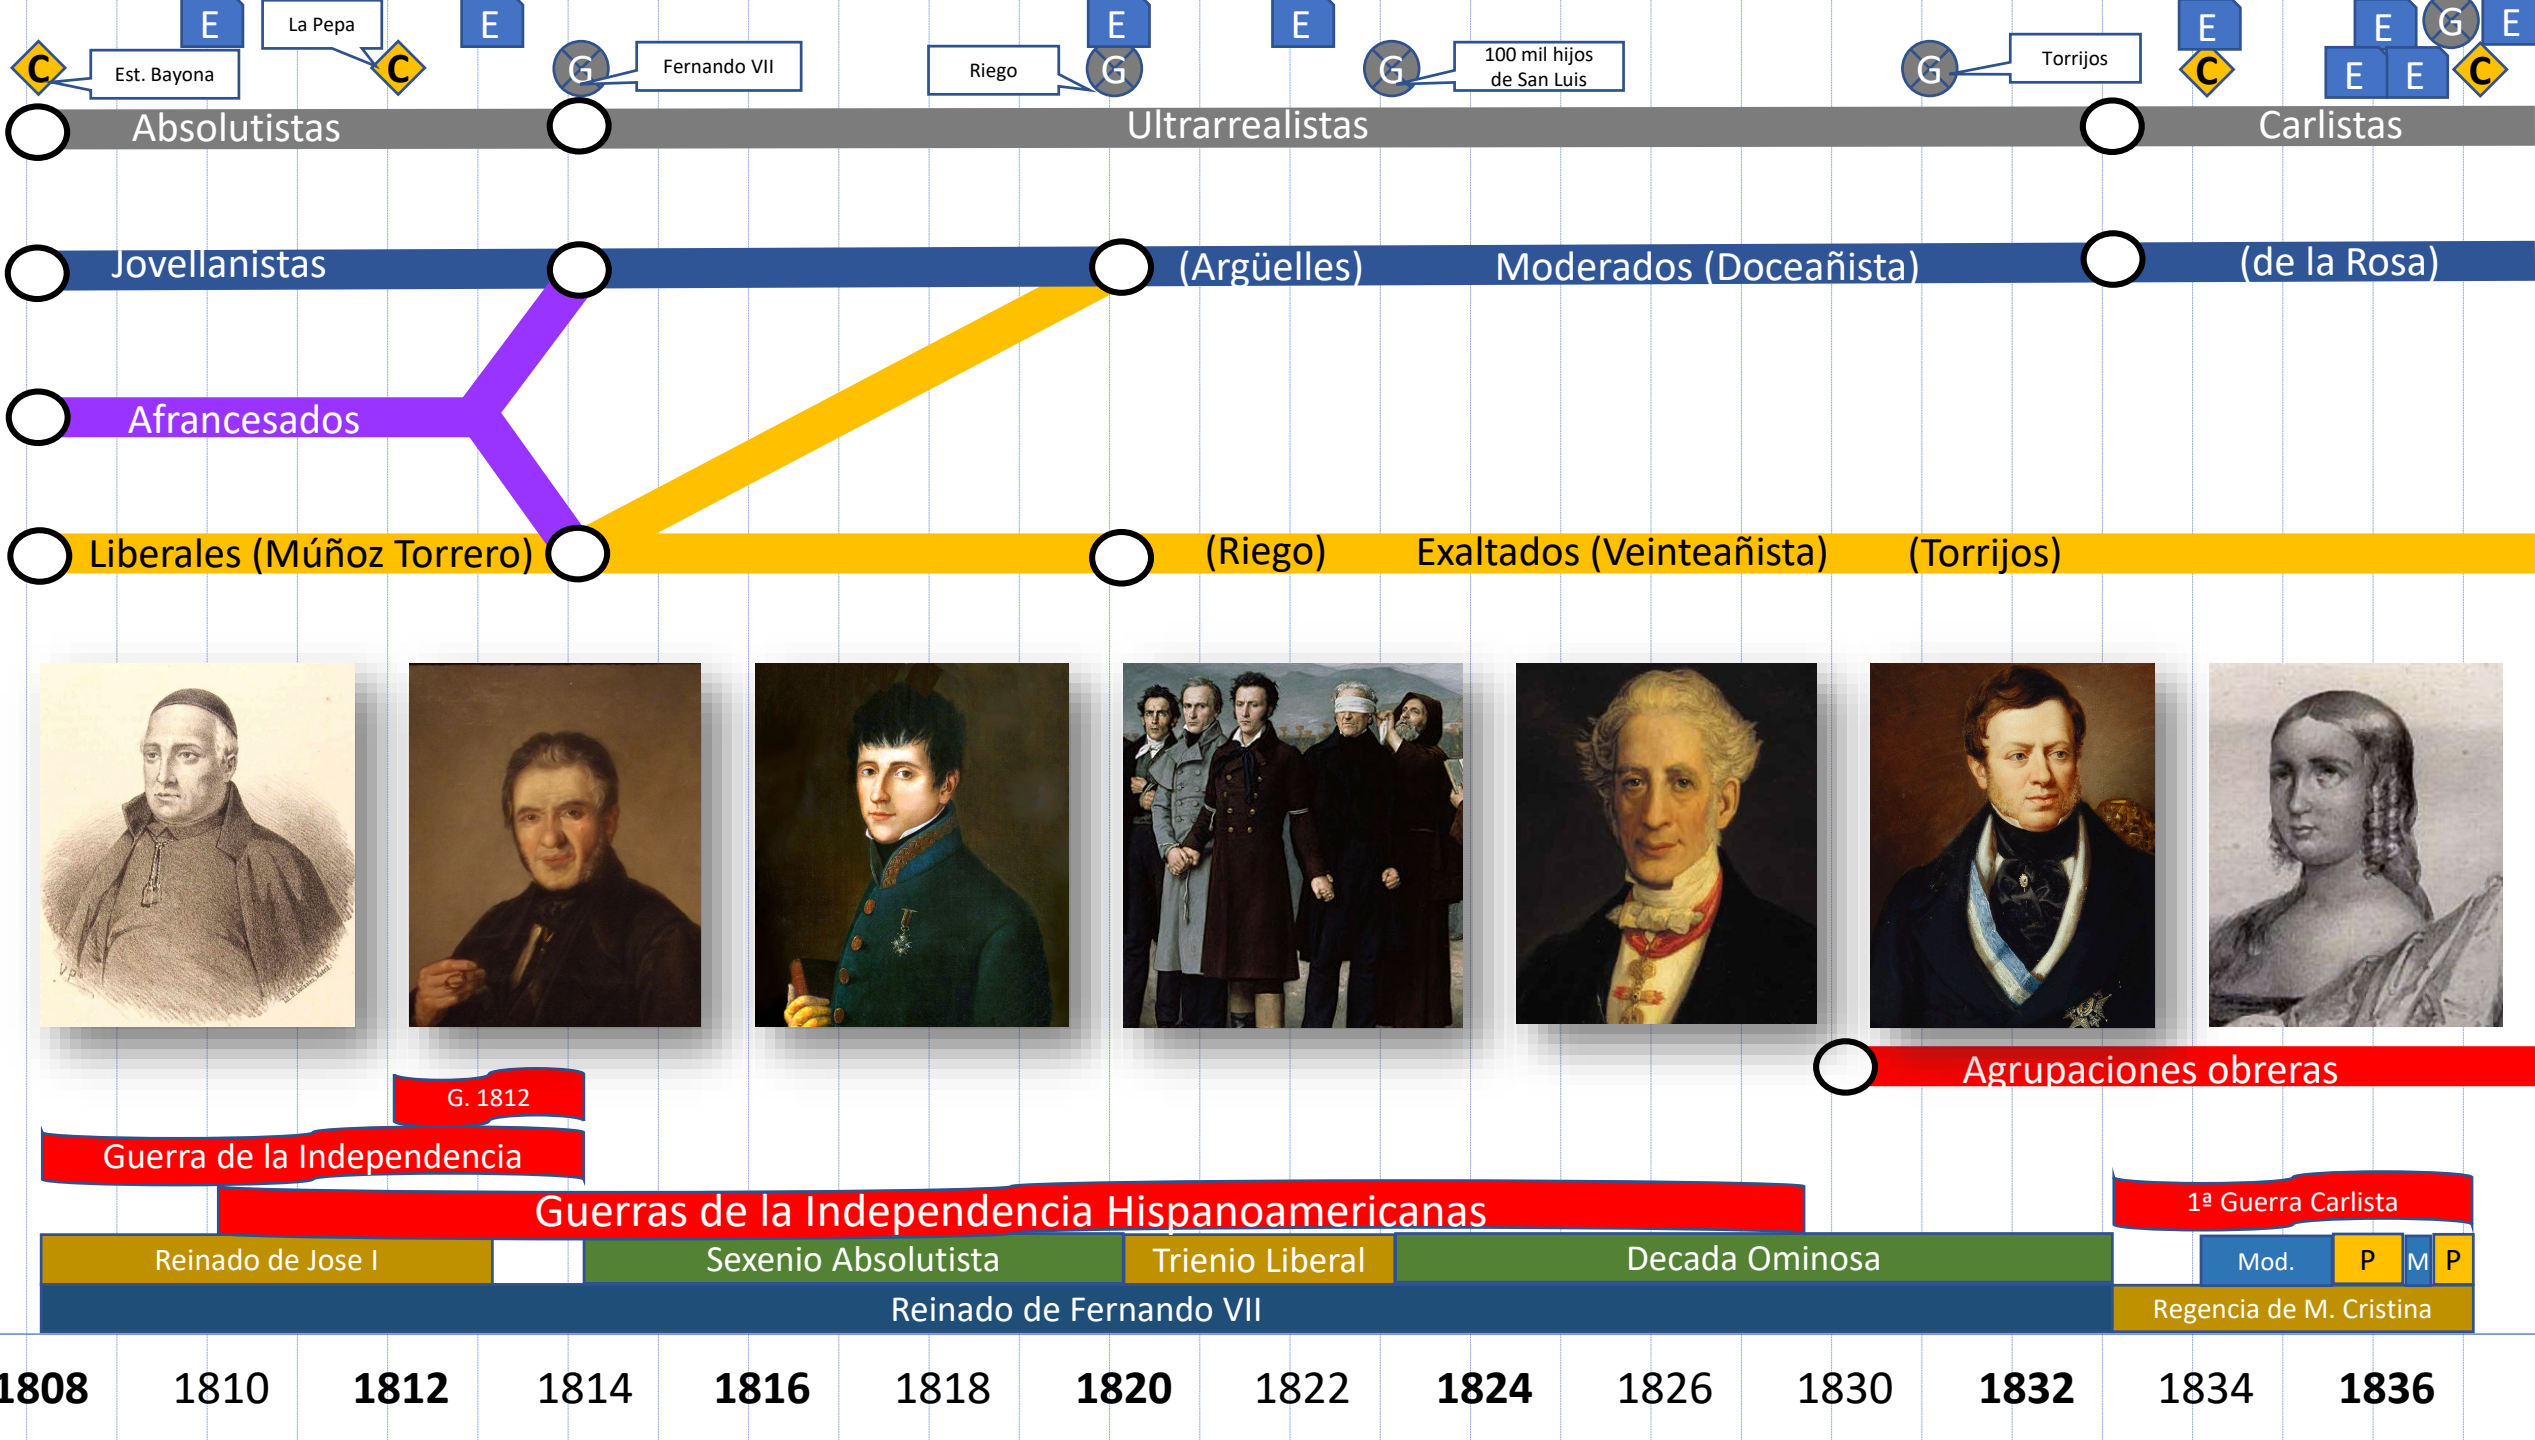 E
La Pepa
E
E
E
E
E
G
E
C
Est. Bayona
C
G
Fernando VII
Riego
G
G
100 mil hijos
de San Luis
G
Torrijos
C
E
E
C
Absolutistas
Ultrarrealistas
Carlistas
Jovellanistas
(Argüelles)
Moderados (Doceañista)
(de la Rosa)
Afrancesados
Liberales (Múñoz Torrero)
(Riego)
Exaltados (Veinteañista)
(Torrijos)
Agrupaciones obreras
G. 1812
Guerra de la Independencia
1ª Guerra Carlista
Guerras de la Independencia Hispanoamericanas
Reinado de Jose I
Sexenio Absolutista
Trienio Liberal
Decada Ominosa
Mod.
P
M
P
Reinado de Fernando VII
Regencia de M. Cristina
1808
1810
1812
1814
1816
1818
1820
1822
1824
1826
1830
1832
1834
1836